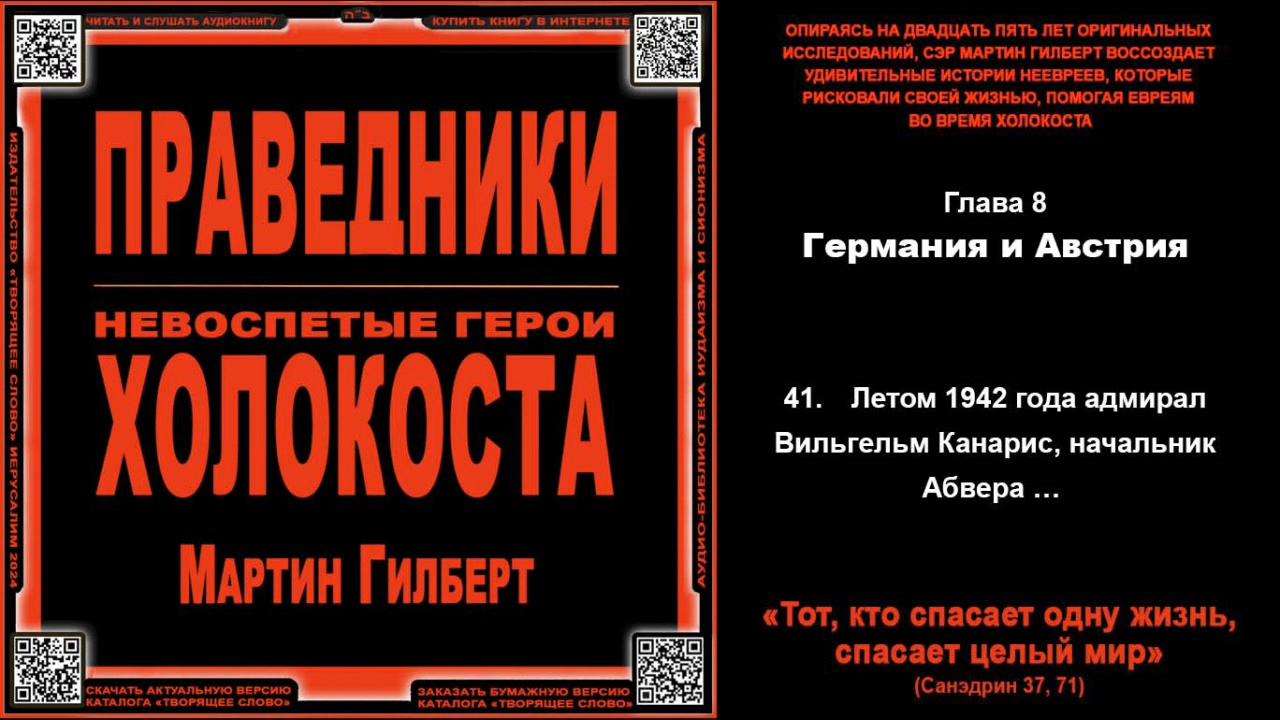 ЧИТАТЬ И СЛУШАТЬ АУДИОКНИГУ
ב"ה
КУПИТЬ КНИГУ В ИНТЕРНЕТЕ
ИЗДАТЕЛЬСТВО «ТВОРЯЩЕЕ СЛОВО» ИЕРУСАЛИМ 2024
ПРАВЕДНИКИ
НЕВОСПЕТЫЕ ГЕРОИ
ХОЛОКОСТА
МАРТИН ГИЛБЕРТ
АУДИО-БИБЛИОТЕКА ИУДАИЗМА И СИОНИЗМА
СКАЧАТЬ АКТУАЛЬНУЮ ВЕРСИЮ
КАТАЛОГА «ТВОРЯЩЕЕ СЛОВО»
ЗАКАЗАТЬ БУМАЖНУЮ ВЕРСИЮ
КАТАЛОГА «ТВОРЯЩЕЕ СЛОВО»
ОПИРАЯСЬ НА ДВАДЦАТЬ ПЯТЬ ЛЕТ ОРИГИНАЛЬНЫХ
ИССЛЕДОВАНИЙ, СЭР МАРТИН ГИЛБЕРТ ВОССОЗДАЕТ
УДИВИТЕЛЬНЫЕ ИСТОРИИ НЕЕВРЕЕВ, КОТОРЫЕ
РИСКОВАЛИ СВОЕЙ ЖИЗНЬЮ, ПОМОГАЯ ЕВРЕЯМ
ВО ВРЕМЯ ХОЛОКОСТА
Глава 8
Германия и Австрия
41. Летом 1942 года адмирал
Вильгельм Канарис, начальник
Абвера ...
«Тот, кто спасает одну жизнь,
спасает целый мир»
(Санэдрин 37, 71)